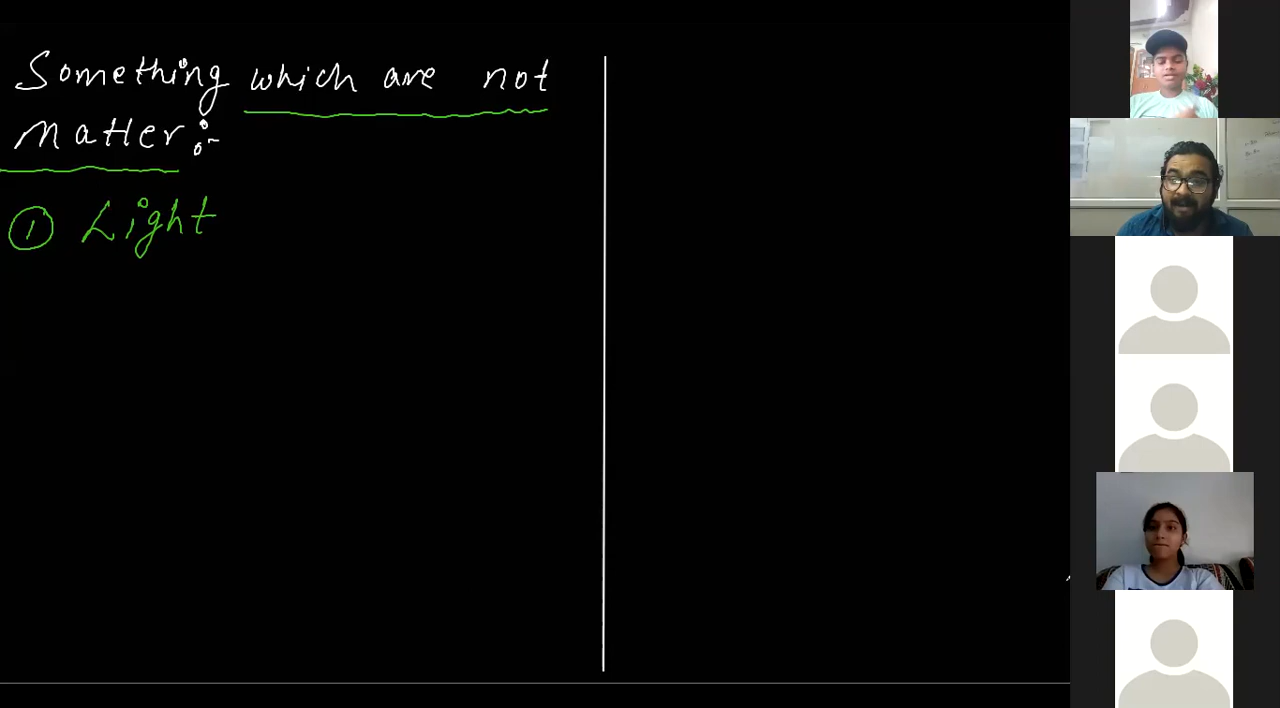 Something which are not
Matter:-
① Light